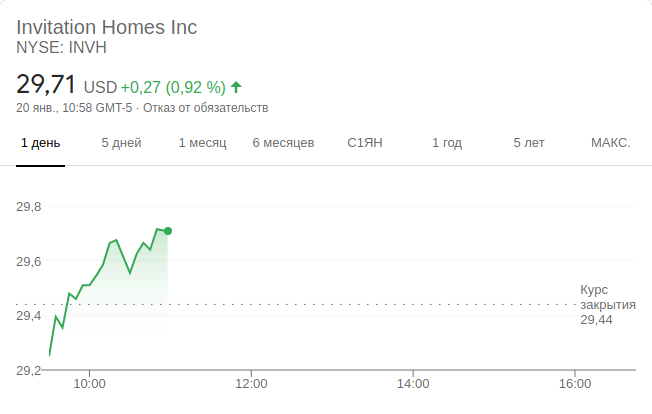 Invitation Homes Inc
NYSE: INVH
29,71 USD +0,27 (0,92 %)
20 янв., 10:58 GMT-5 · Отказ от обязательств
1 день 5 дней 1 месяц 6 месяцев С1ЯН 1 год 5 лет МАКС.
29,8
29,6
Курс
закрытия
29,44
29,4
29,2
10:00 12:00 14:00 16:00